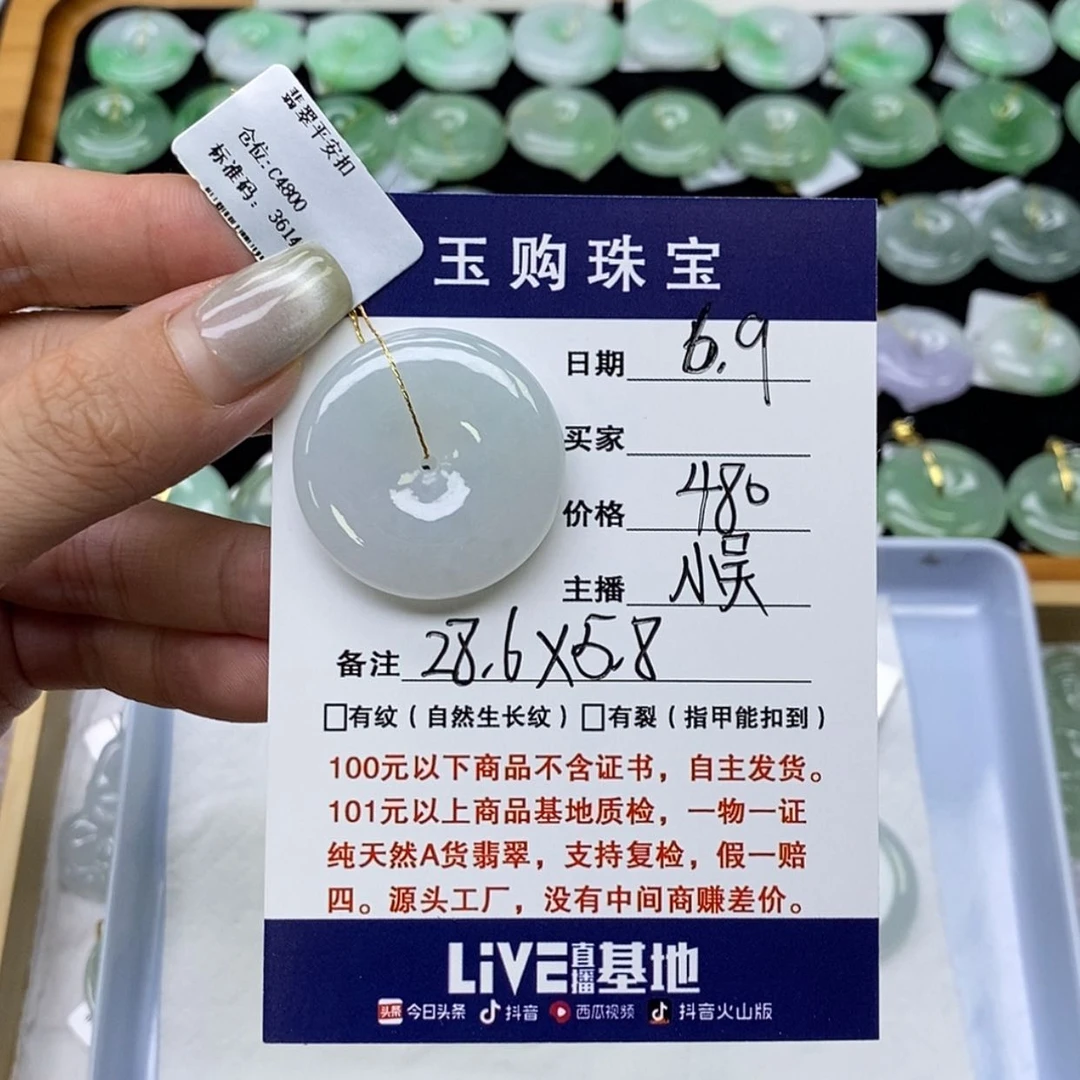 翡翠平安扣
仓位:C4800
标准码: 3614
玉购珠宝
日期 6.9
买家
价格 480
主播 小吴
备注 28.6X5.8
□有纹(自然生长纹) □有裂(指甲能扣到)
100元以下商品不含证书，自主发货。
101元以上商品基地质检，一物一证
纯天然A货翡翠，支持复检，假一赔
四。源头工厂，没有中间商赚差价。
LiVE直播基地
头条 今日头条 抖音 西瓜视频 抖音火山版